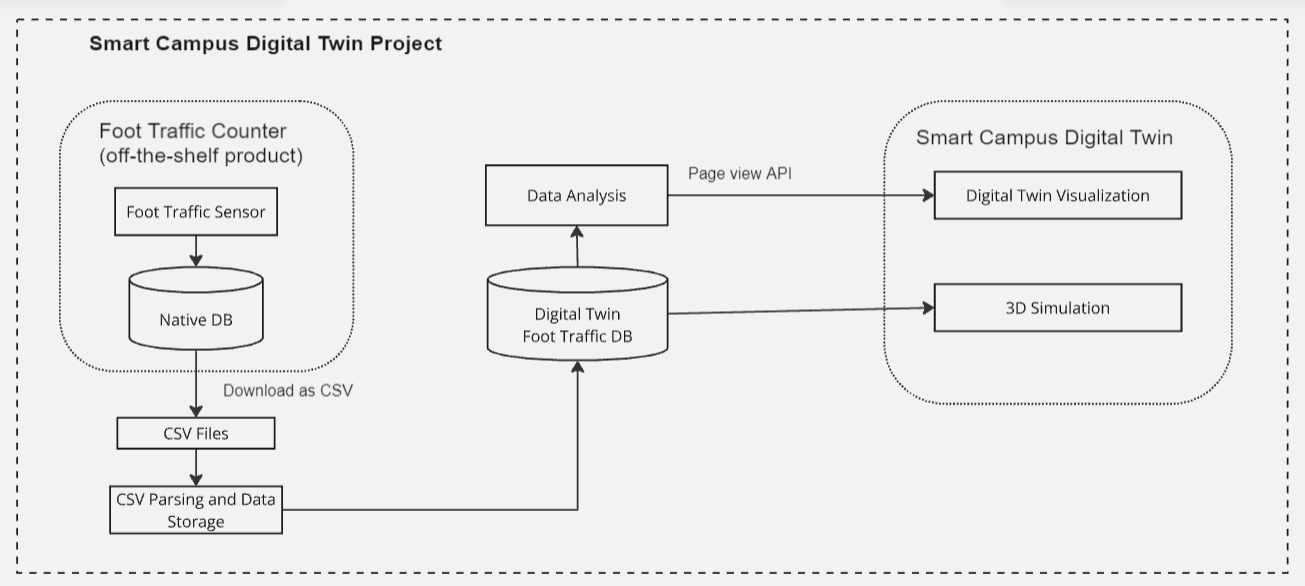 Smart Campus Digital Twin Project
Foot Traffic Counter
(off-the-shelf product)
Foot Traffic Sensor
Native DB
Download as CSV
CSV Files
CSV Parsing and Data
Storage
Data Analysis
Digital Twin
Foot Traffic DB
Page view API
Smart Campus Digital Twin
Digital Twin Visualization
3D Simulation